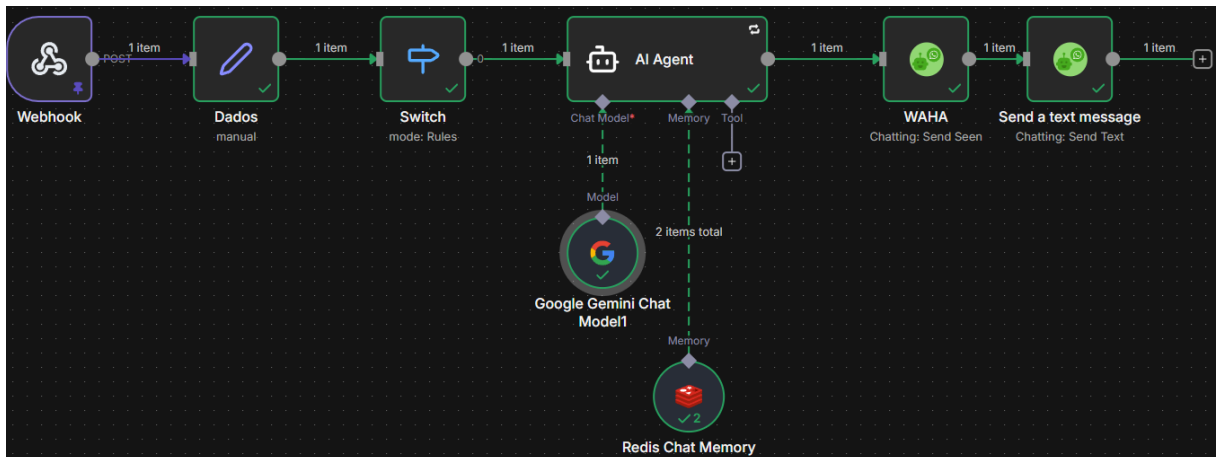 1 item
POST
1 item
1 item
0
AI Agent
1 item
1 item
1 item
Webhook
Dados
manual
Switch
mode: Rules
Chat Model*
Memory
Tool
WAHA
Chatting: Send Seen
Send a text message
Chatting: Send Text
1 item
Model
2 items total
Google Gemini Chat
Model1
Memory
2
Redis Chat Memory